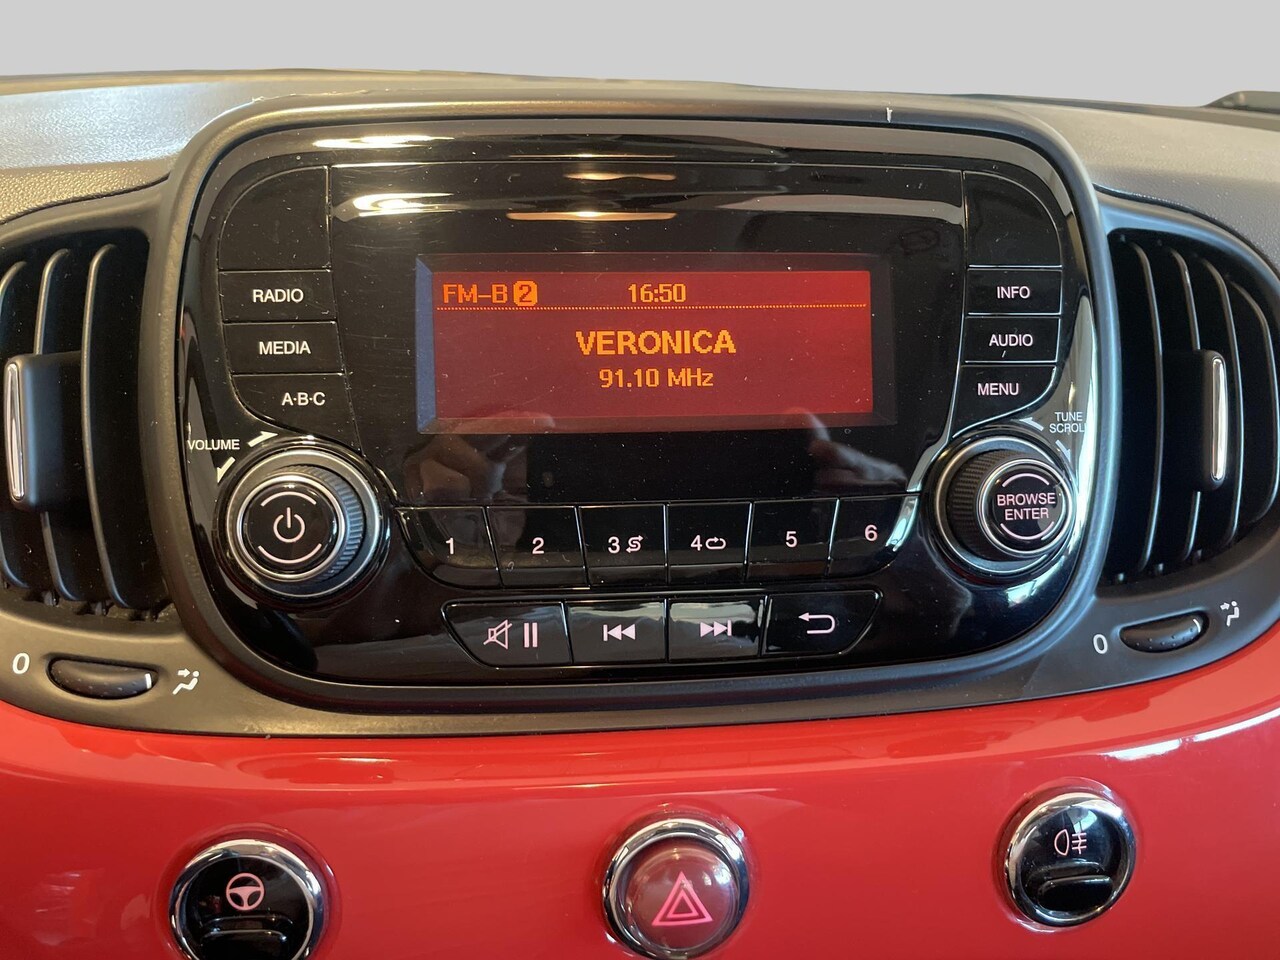 FM-B 2 16:50
VERONICA
91.10 MHz
RADIO
MEDIA
A·B·C
VOLUME
INFO
AUDIO
MENU
TUNE
SCROLL
BROWSE
ENTER
1 2 3 4 5 6
0
0